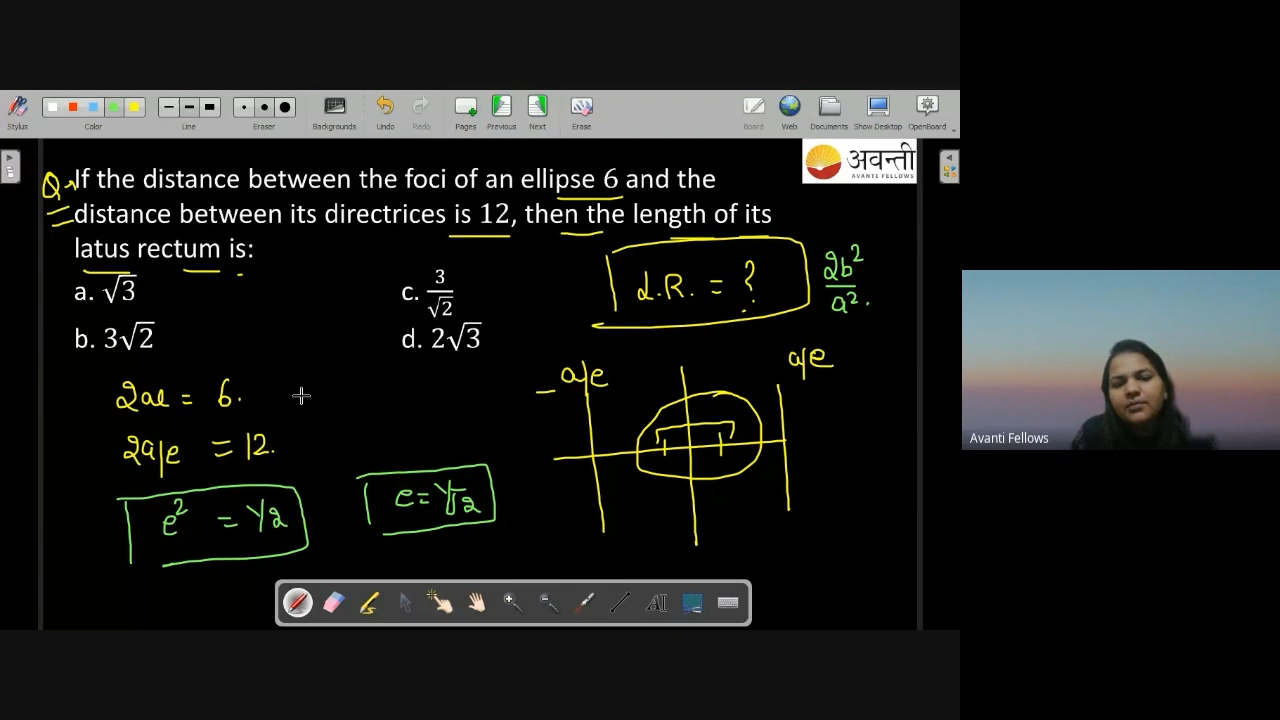 Stylus
Color
Line
Eraser
Backgrounds
Undo
Redo
Pages
Previous
Next
Erase
Board
Web
Documents
Show Desktop
OpenBoard
अवन्ती
AVANTI FELLOWS
Q
If the distance between the foci of an ellipse 6 and the
distance between its directrices is 12, then the length of its
latus rectum is:
a. √3
c. 3/√2
b. 3√2
d. 2√3
L.R. = ?
2b²/a².
2ae = 6.
2a/e = 12.
e² = 1/2
e = 1/√2
– a/e
a/e
AI
Avanti Fellows